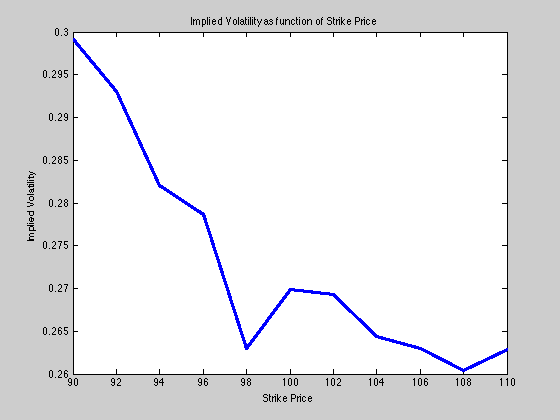 Implied Volatility as function of Strike Price
0.3
0.295
0.29
0.285
0.28
0.275
0.27
0.265
0.26
Implied Volatility
90 92 94 96 98 100 102 104 106 108 110
Strike Price